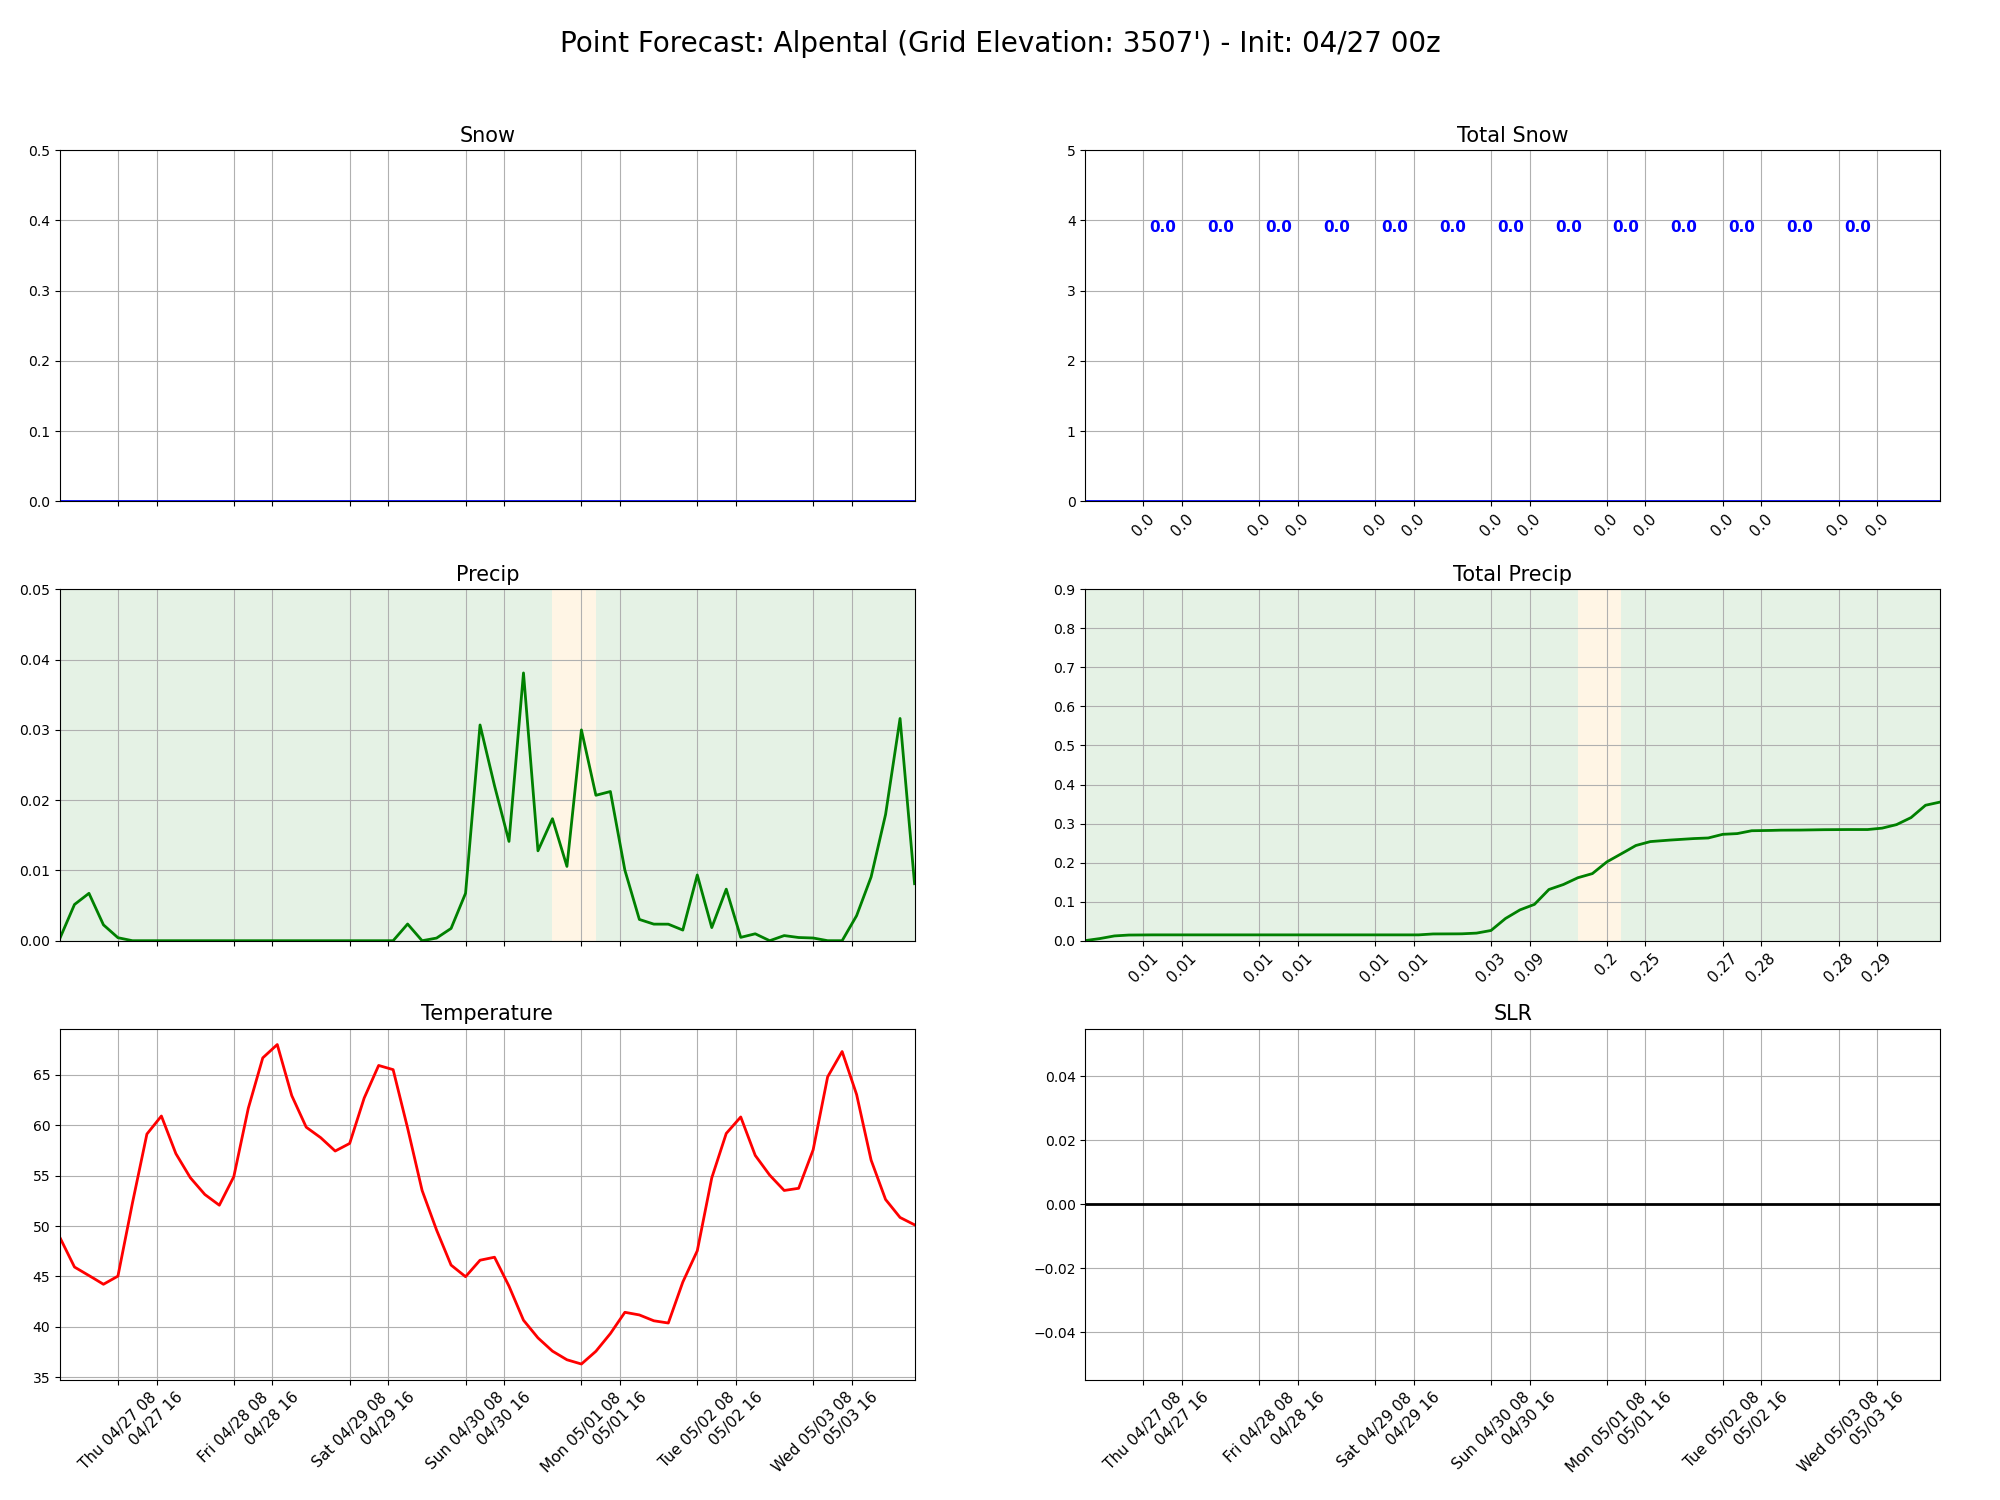 Point Forecast: Alpental (Grid Elevation: 3507') - Init: 04/27 00z
Snow
0.5
0.4
0.3
0.2
0.1
0.0
Total Snow
5
4
3
2
1
0
0.0 0.0 0.0 0.0 0.0 0.0 0.0 0.0 0.0 0.0 0.0 0.0 0.0
0.0 0.0 0.0 0.0 0.0 0.0 0.0 0.0 0.0 0.0 0.0 0.0 0.0 0.0
Precip
0.05
0.04
0.03
0.02
0.01
0.00
Total Precip
0.9
0.8
0.7
0.6
0.5
0.4
0.3
0.2
0.1
0.0
0.01 0.01 0.01 0.01 0.01 0.01 0.03 0.09 0.2 0.25 0.27 0.28 0.28 0.29
Temperature
65
60
55
50
45
40
35
Thu 04/27 08
04/27 16
Fri 04/28 08
04/28 16
Sat 04/29 08
04/29 16
Sun 04/30 08
04/30 16
Mon 05/01 08
05/01 16
Tue 05/02 08
05/02 16
Wed 05/03 08
05/03 16
SLR
0.04
0.02
0.00
−0.02
−0.04
Thu 04/27 08
04/27 16
Fri 04/28 08
04/28 16
Sat 04/29 08
04/29 16
Sun 04/30 08
04/30 16
Mon 05/01 08
05/01 16
Tue 05/02 08
05/02 16
Wed 05/03 08
05/03 16